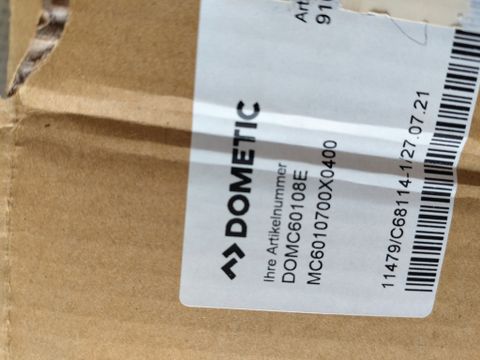 DOMETIC
Ihre Artikelnummer
DOMC60108E
MC6010700X0400
11479/C68114-1/27.07.21